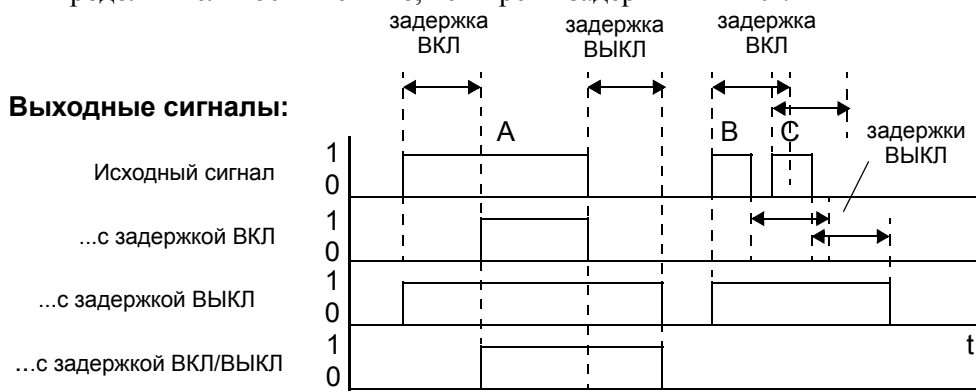 задержка
ВКЛ
задержка
ВЫКЛ
задержка
ВКЛ
Выходные сигналы:
A
B
C
задержки
ВЫКЛ
Исходный сигнал
1
0
...с задержкой ВКЛ
1
0
...с задержкой ВЫКЛ
1
0
...с задержкой ВКЛ/ВЫКЛ
1
0
t